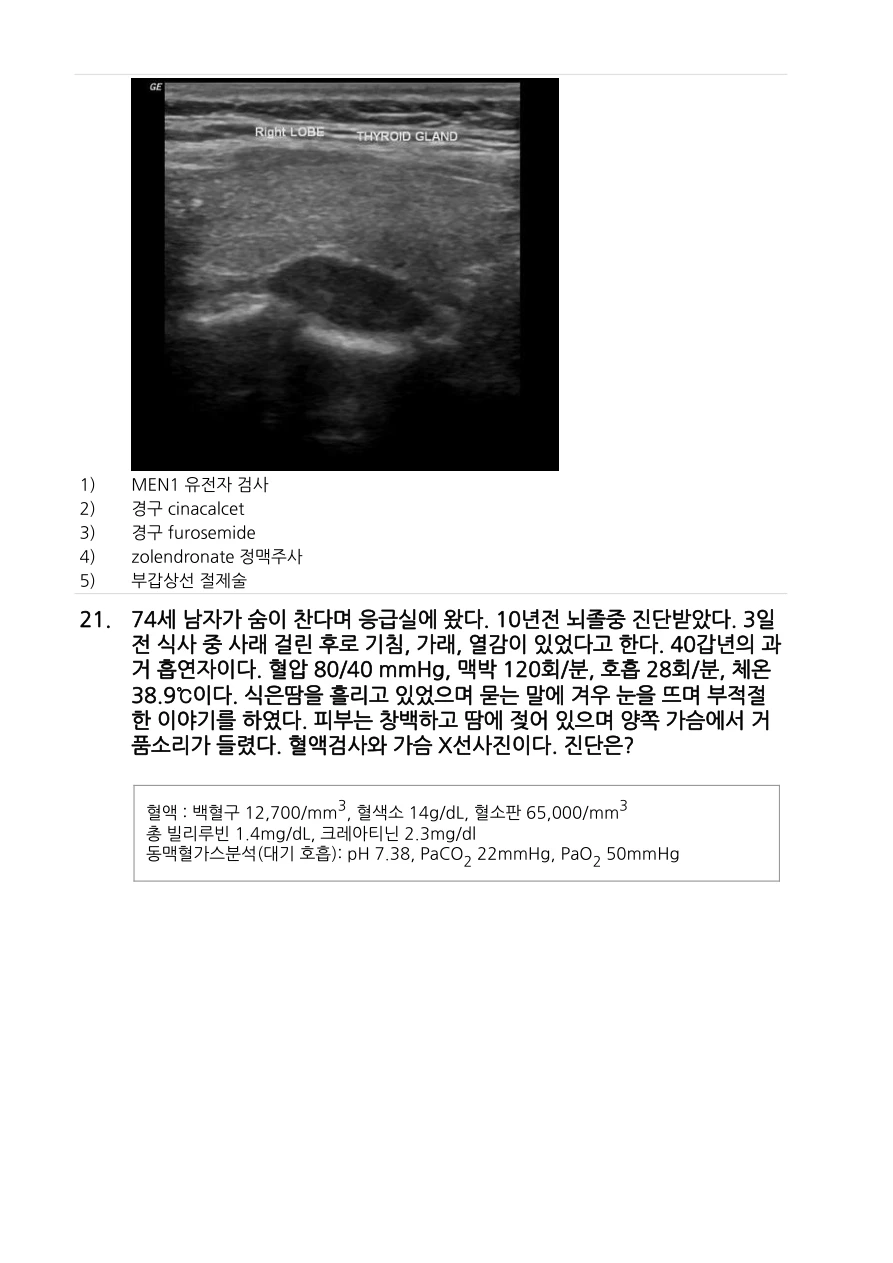 GE
Right LOBE THYROID GLAND
1) MEN1 유전자 검사
2) 경구 cinacalcet
3) 경구 furosemide
4) zolendronate 정맥주사
5) 부갑상선 절제술
21. 74세 남자가 숨이 찬다며 응급실에 왔다. 10년전 뇌졸중 진단받았다. 3일
전 식사 중 사래 걸린 후로 기침, 가래, 열감이 있었다고 한다. 40갑년의 과
거 흡연자이다. 혈압 80/40 mmHg, 맥박 120회/분, 호흡 28회/분, 체온
38.9℃이다. 식은땀을 흘리고 있었으며 묻는 말에 겨우 눈을 뜨며 부적절
한 이야기를 하였다. 피부는 창백하고 땀에 젖어 있으며 양쪽 가슴에서 거
품소리가 들렸다. 혈액검사와 가슴 X선사진이다. 진단은?
혈액 : 백혈구 12,700/mm³, 혈색소 14g/dL, 혈소판 65,000/mm³
총 빌리루빈 1.4mg/dL, 크레아티닌 2.3mg/dl
동맥혈가스분석(대기 호흡): pH 7.38, PaCO₂ 22mmHg, PaO₂ 50mmHg